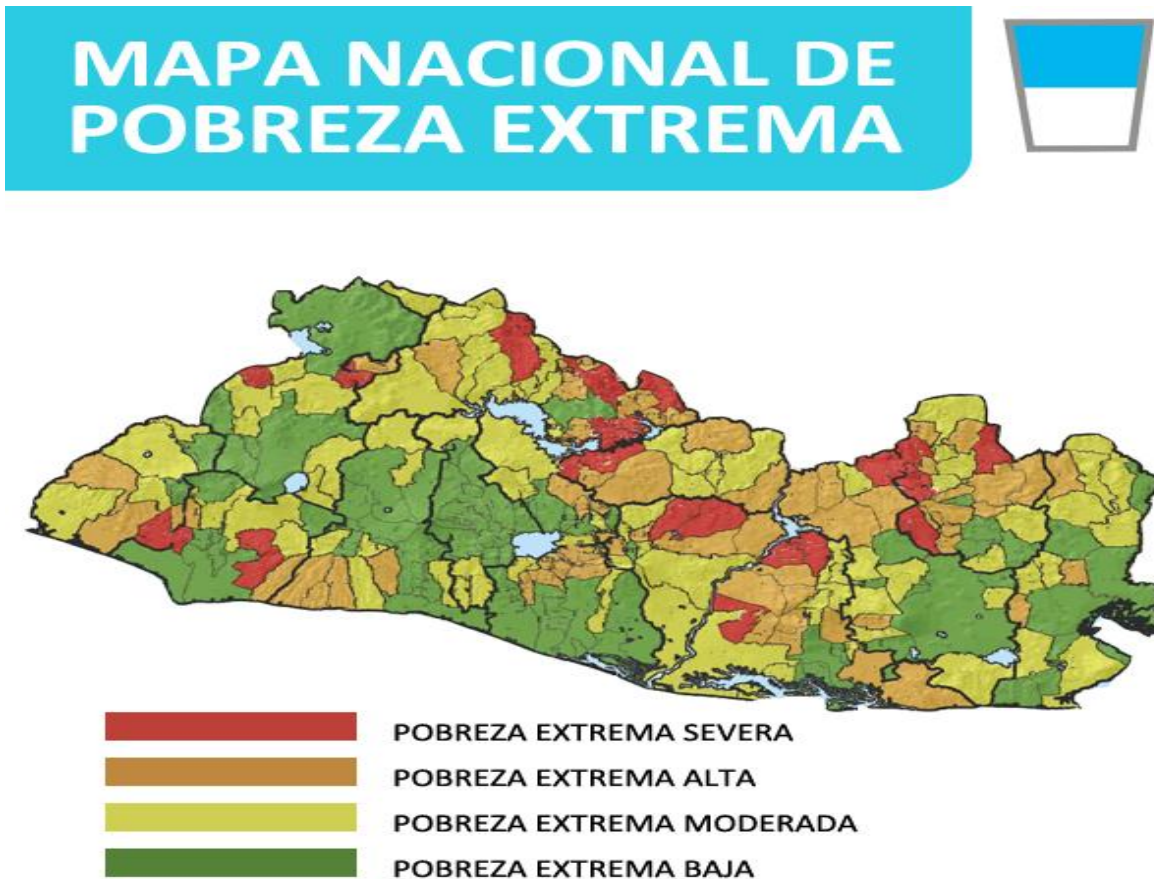 MAPA NACIONAL DE
POBREZA EXTREMA
POBREZA EXTREMA SEVERA
POBREZA EXTREMA ALTA
POBREZA EXTREMA MODERADA
POBREZA EXTREMA BAJA